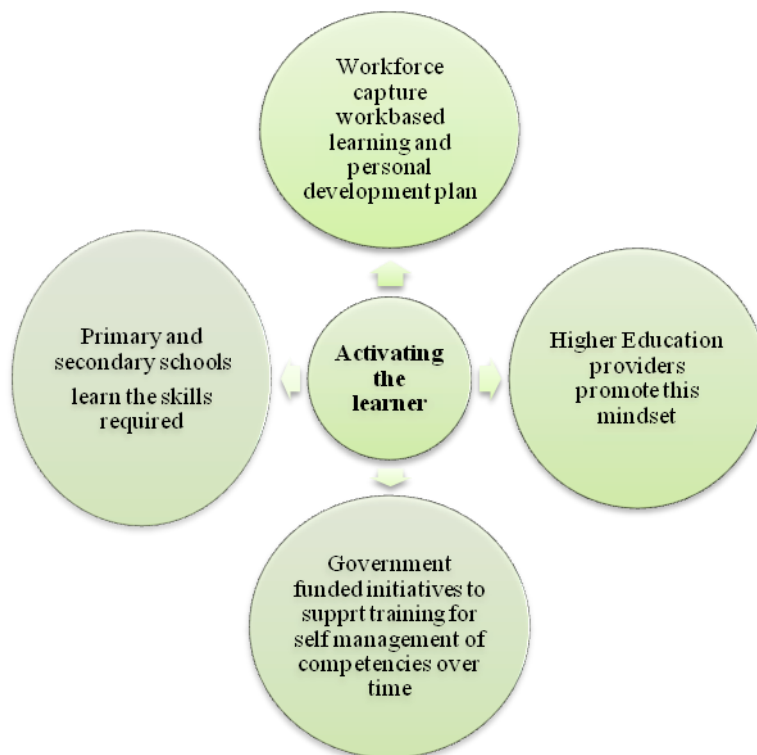 Workforce
capture
workbased
learning and
personal
development plan
Primary and
secondary schools
learn the skills
required
Activating
the
learner
Higher Education
providers
promote this
mindset
Government
funded initiatives to
supprt training for
self management of
competencies over
time